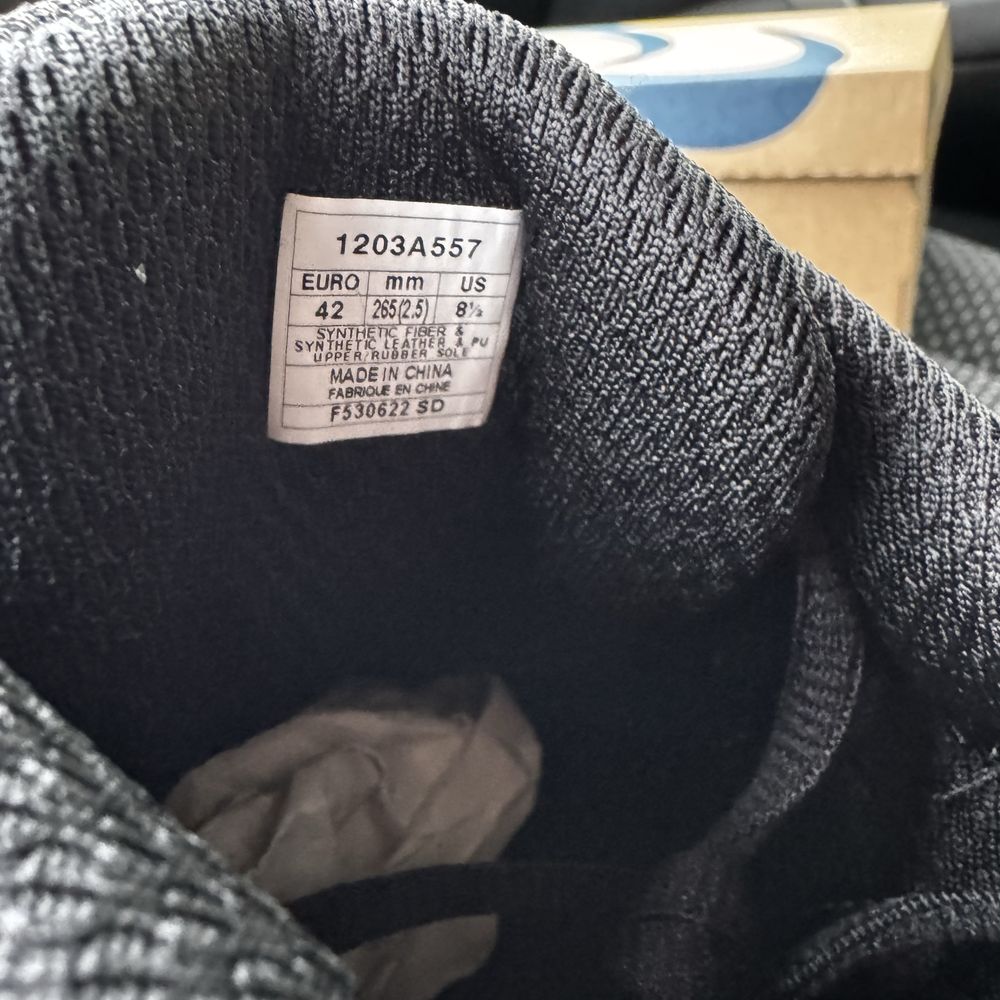 1203A557
EURO mm US
42 265(2.5) 8½
SYNTHETIC FIBER &
SYNTHETIC LEATHER & PU
UPPER/RUBBER SOLE
MADE IN CHINA
FABRIQUE EN CHINE
F530622 SD